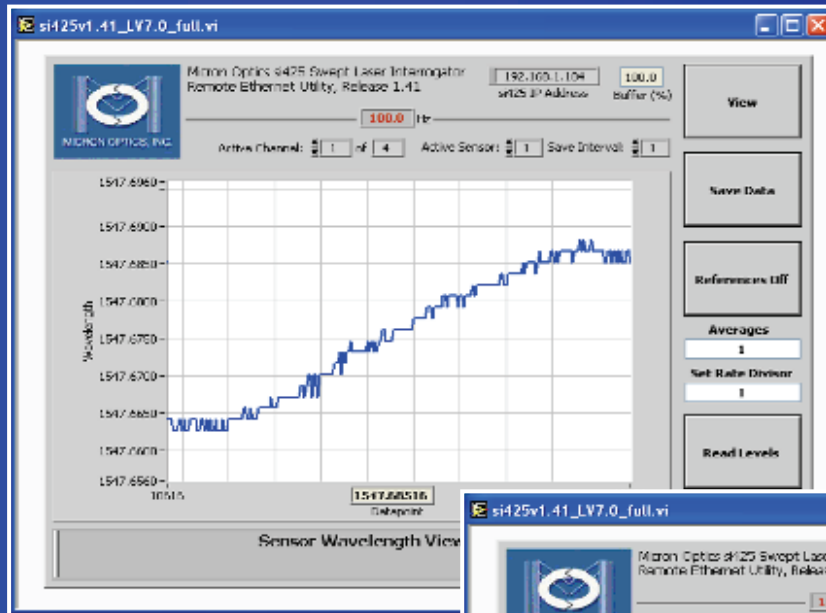 si425v1.41_LV7.0_full.vi
Micron Optics si425 Swept Laser Interrogator
Remote Ethernet Utility, Release 1.41
192.168.1.104
si425 IP Address
100.0
Buffer (%)
100.0 Hz
MICRON OPTICS, INC.
Active Channel: 1 of 4 Active Sensor: 1 Save Interval: 1
View
Save Data
References Off
Averages
1
Set Rate Divisor
1
Read Levels
Wavelength
1547.6960
1547.6900
1547.6850
1547.6800
1547.6750
1547.6700
1547.6650
1547.6600
1547.6560
10515
1547.68516
Datapoint
Sensor Wavelength View
si425v1.41_LV7.0_full.vi
Micron Optics si425 Swept
Remote Ethernet Utility,